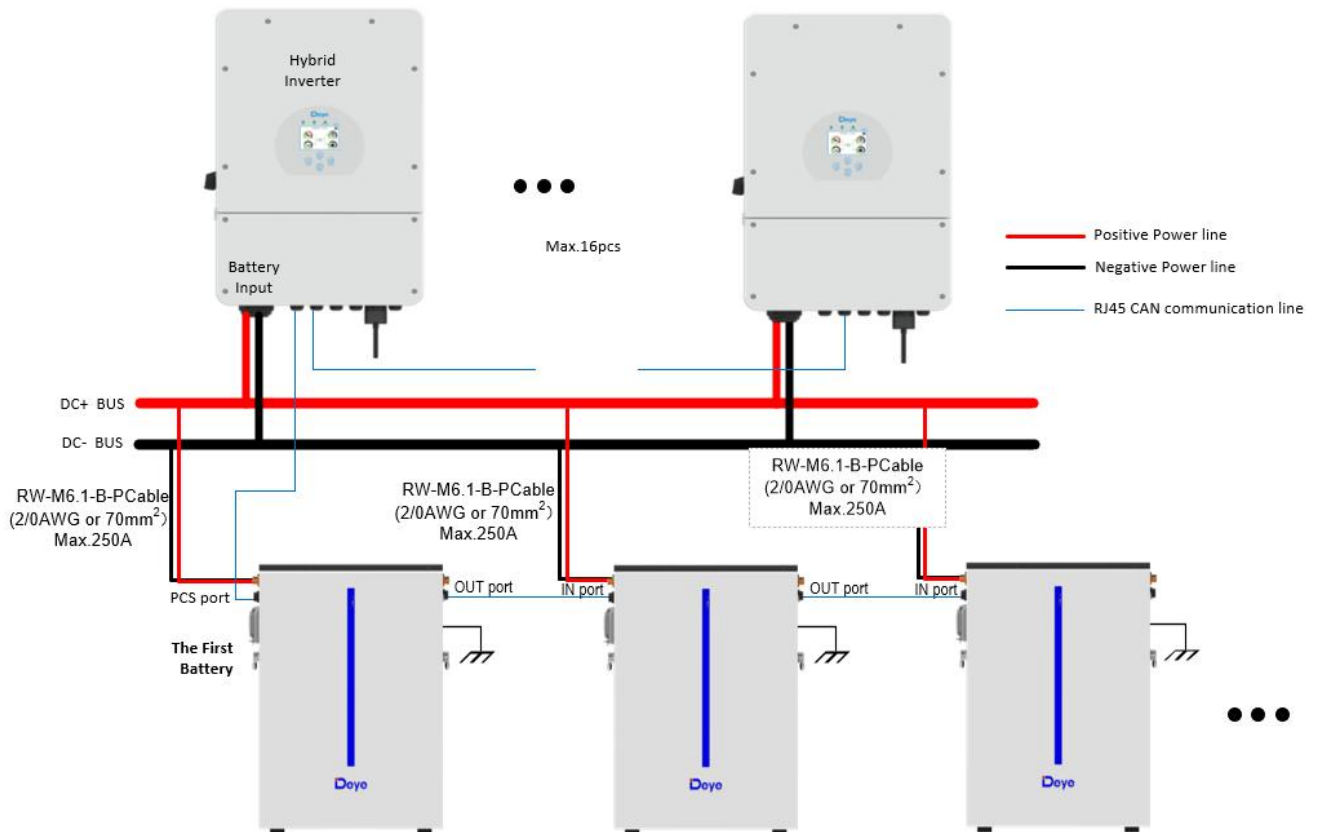 Hybrid
Inverter
Deye
Deye
Max.16pcs
Battery
Input
Positive Power line
Negative Power line
RJ45 CAN communication line
DC+ BUS
DC- BUS
RW-M6.1-B-PCable
(2/0AWG or 70mm²)
Max.250A
RW-M6.1-B-PCable
(2/0AWG or 70mm²)
Max.250A
RW-M6.1-B-PCable
(2/0AWG or 70mm²)
Max.250A
PCS port
OUT port
IN port
OUT port
IN port
The First
Battery
Deye
Deye
Deye